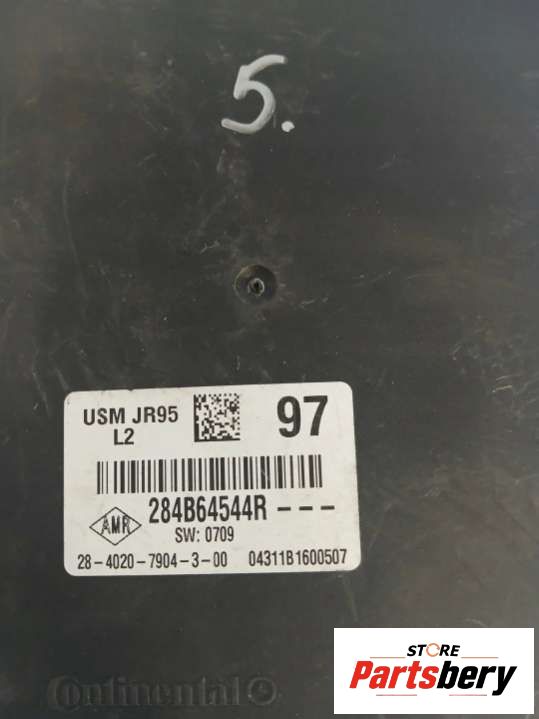 5.
USM JR95 97
L2
284B64544R ---
AMR
SW: 0709
28-4020-7904-3-00 04311B1600507
Continental
STORE
Partsbery